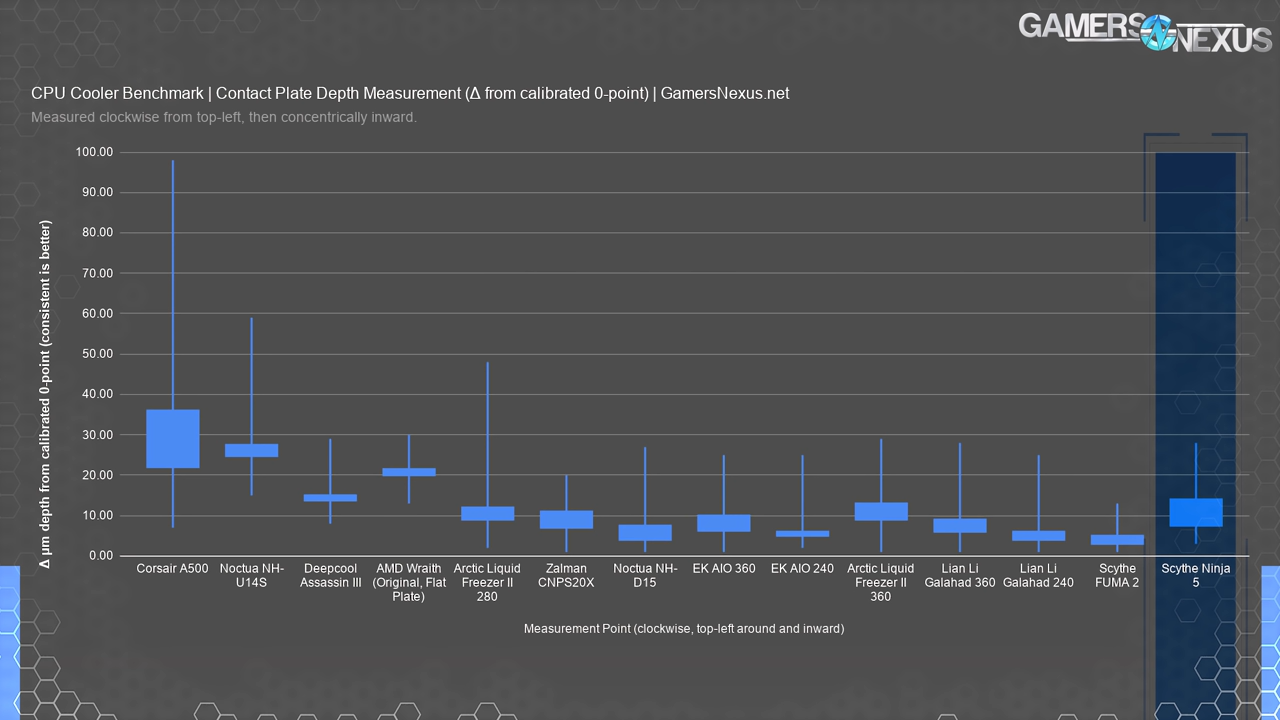 GAMERS NEXUS
CPU Cooler Benchmark | Contact Plate Depth Measurement (Δ from calibrated 0-point) | GamersNexus.net
Measured clockwise from top-left, then concentrically inward.
100.00
90.00
80.00
70.00
60.00
50.00
40.00
30.00
20.00
10.00
0.00
Δ μm depth from calibrated 0-point (consistent is better)
Corsair A500
Noctua NH-
U14S
Deepcool
Assassin III
AMD Wraith
(Original, Flat
Plate)
Arctic Liquid
Freezer II
280
Zalman
CNPS20X
Noctua NH-
D15
EK AIO 360
EK AIO 240
Arctic Liquid
Freezer II
360
Lian Li
Galahad 360
Lian Li
Galahad 240
Scythe
FUMA 2
Scythe Ninja
5
Measurement Point (clockwise, top-left around and inward)